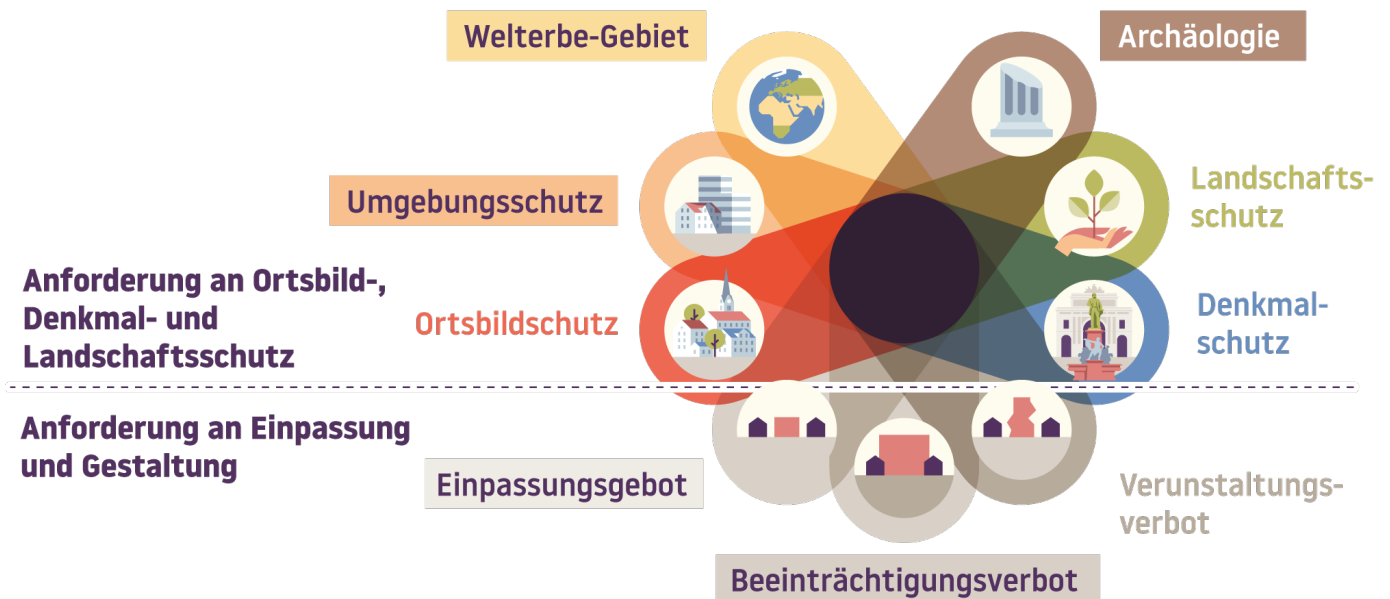 Welterbe-Gebiet
Archäologie
Umgebungsschutz
Landschafts-
schutz
Anforderung an Ortsbild-,
Denkmal- und
Landschaftsschutz
Ortsbildschutz
Denkmal-
schutz
Anforderung an Einpassung
und Gestaltung
Einpassungsgebot
Verunstaltungs-
verbot
Beeinträchtigungsverbot